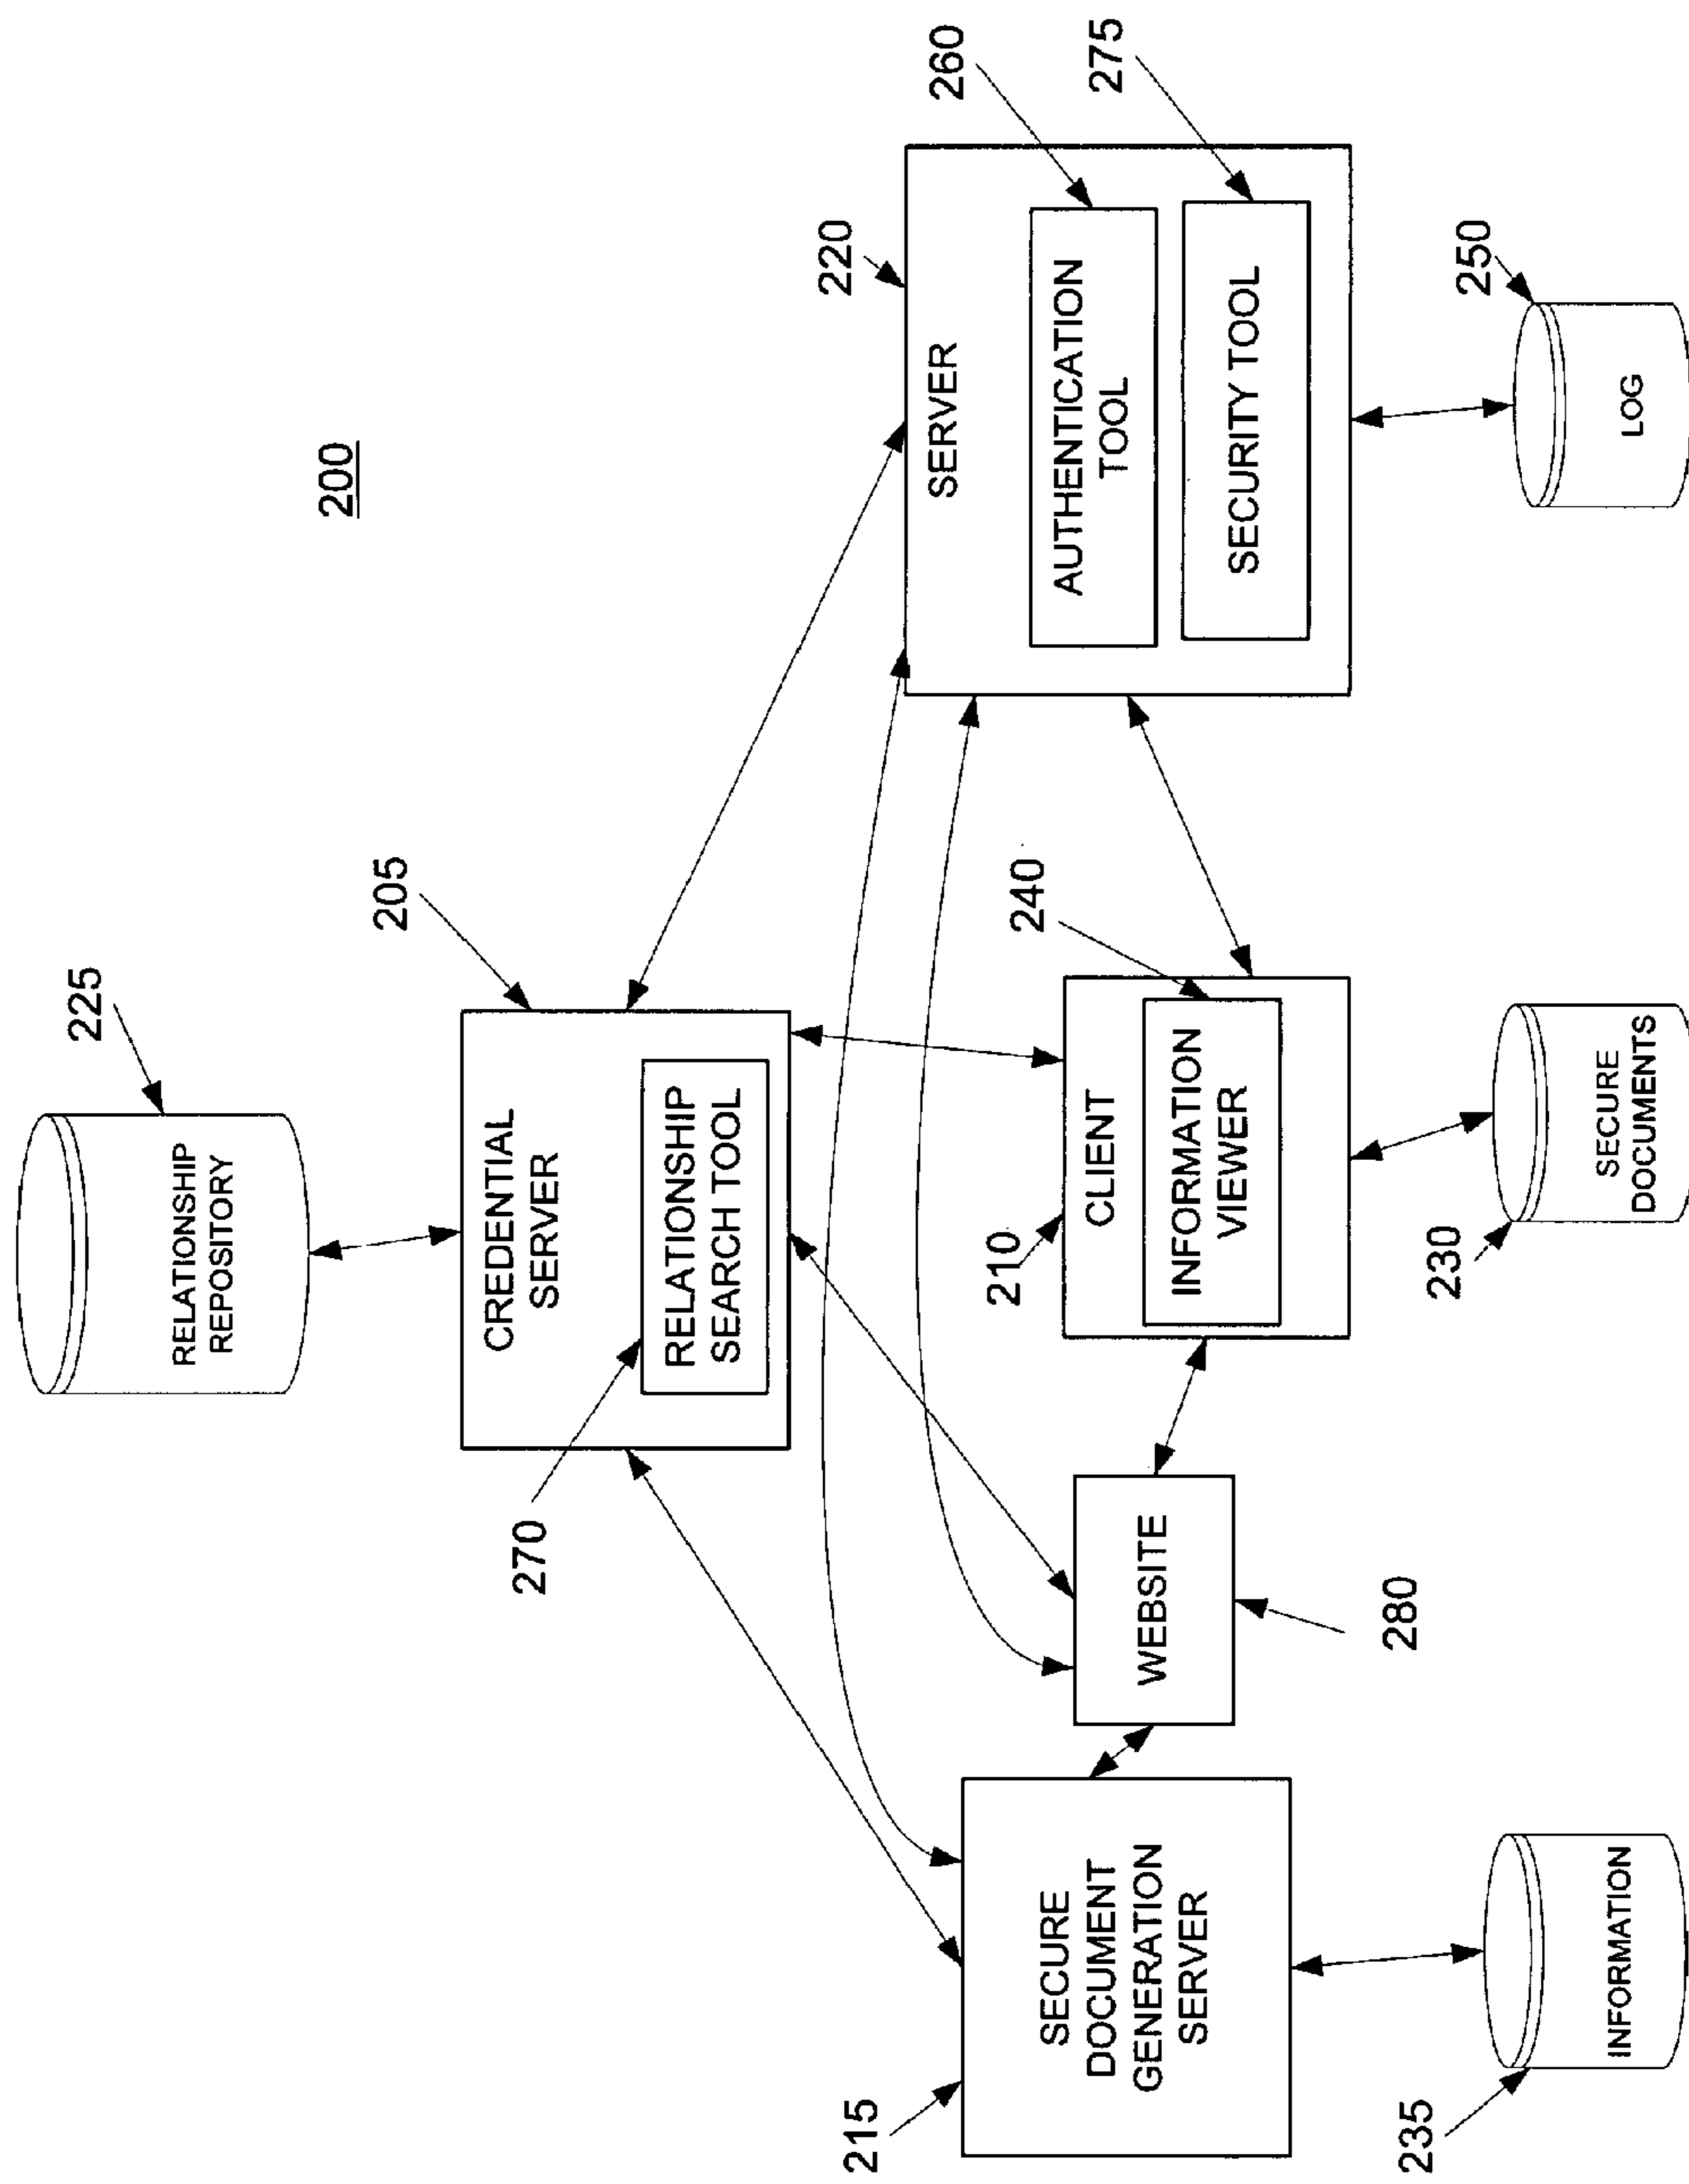 200
225
RELATIONSHIP
REPOSITORY
205
CREDENTIAL
SERVER
270
RELATIONSHIP
SEARCH TOOL
220
SERVER
260
AUTHENTICATION
TOOL
275
SECURITY TOOL
250
LOG
215
SECURE
DOCUMENT
GENERATION
SERVER
235
INFORMATION
WEBSITE
280
210
CLIENT
240
INFORMATION
VIEWER
230
SECURE
DOCUMENTS